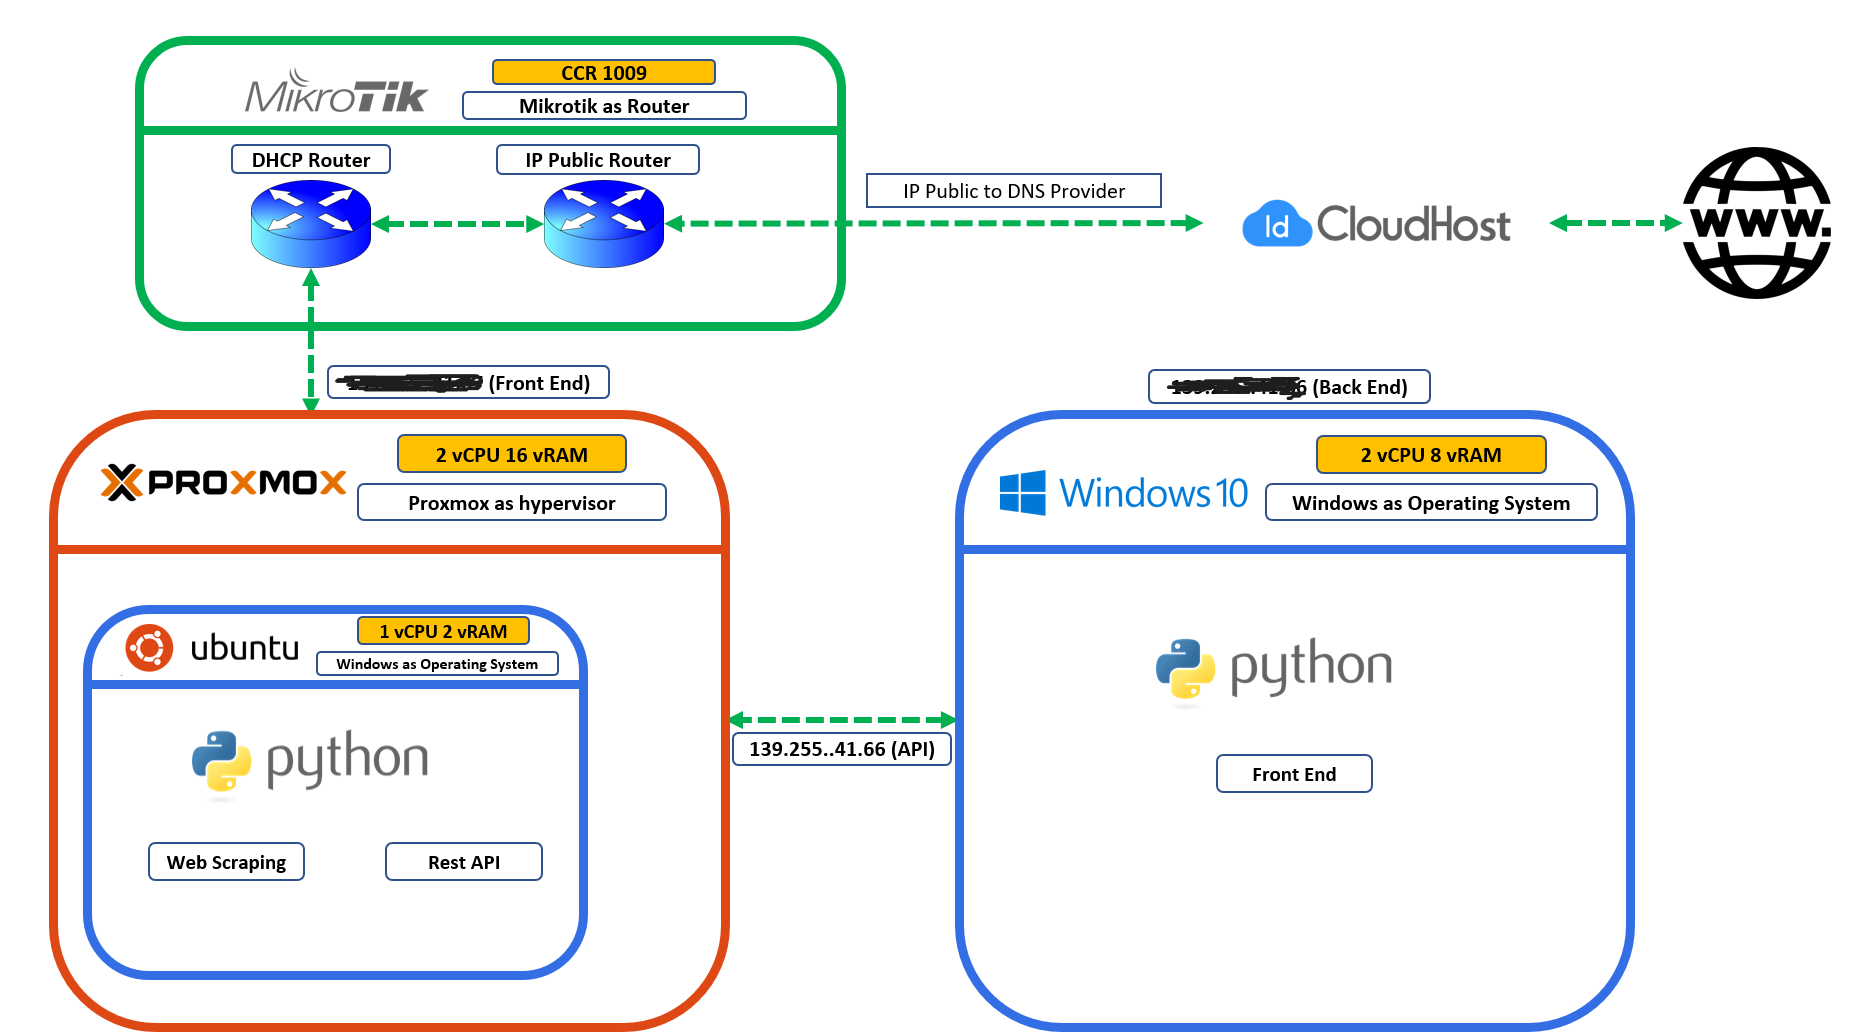 MikroTik
CCR 1009
Mikrotik as Router
DHCP Router
IP Public Router
IP Public to DNS Provider
Id CloudHost
www.
(Front End)
(Back End)
PROXMOX
2 vCPU 16 vRAM
Proxmox as hypervisor
Windows 10
2 vCPU 8 vRAM
Windows as Operating System
ubuntu
1 vCPU 2 vRAM
Windows as Operating System
python
Web Scraping
Rest API
139.255..41.66 (API)
python
Front End